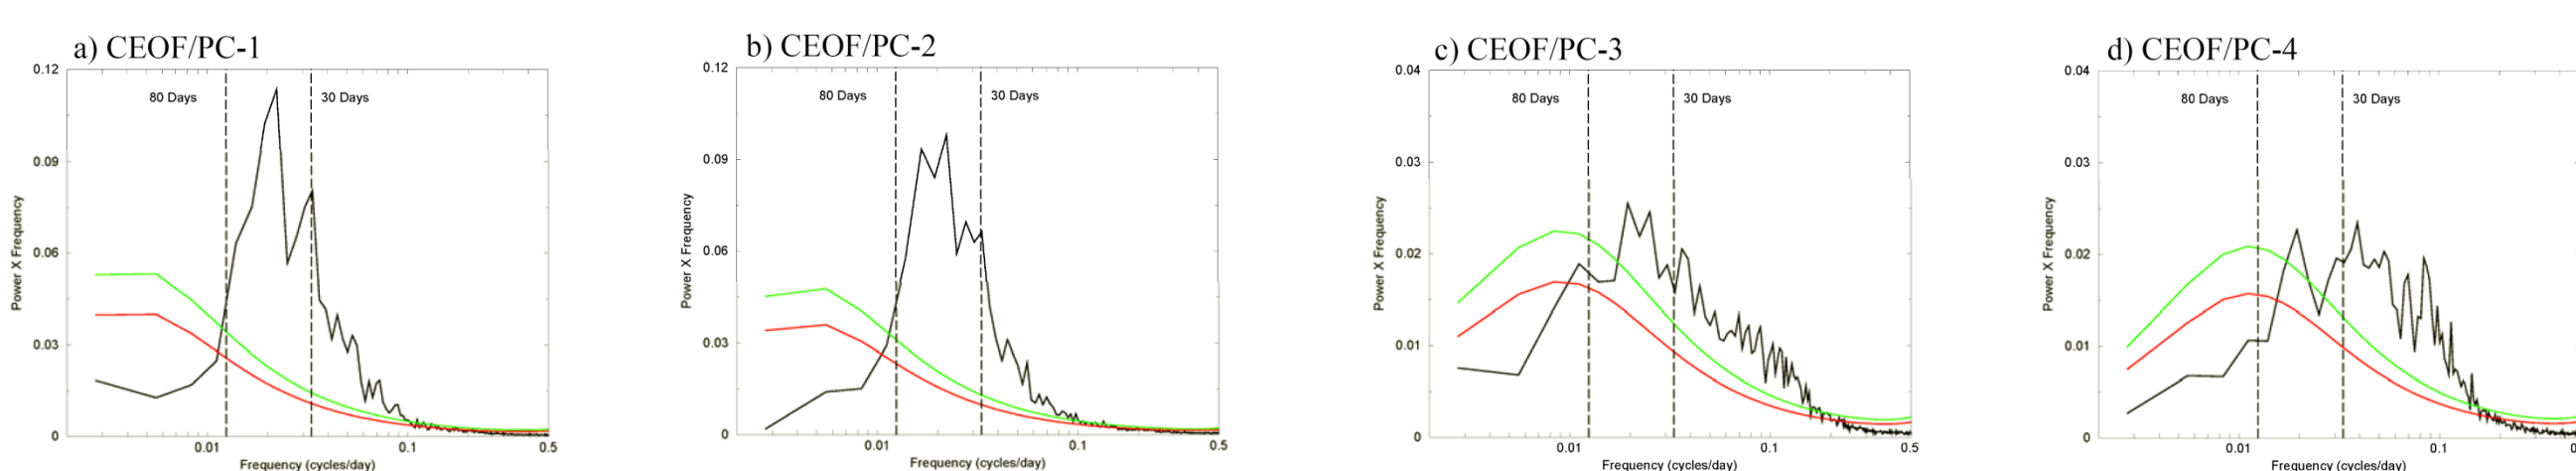 a) CEOF/PC-1
0.12
80 Days
30 Days
0.09
0.06
0.03
0
Power X Frequency
0.01
0.1
0.5
Frequency (cycles/day)
b) CEOF/PC-2
0.12
80 Days
30 Days
0.09
0.06
0.03
0
Power X Frequency
0.01
0.1
0.5
Frequency (cycles/day)
c) CEOF/PC-3
0.04
80 Days
30 Days
0.03
0.02
0.01
0
Power X Frequency
0.01
0.1
0.5
Frequency (cycles/day)
d) CEOF/PC-4
0.04
80 Days
30 Days
0.03
0.02
0.01
0
Power X Frequency
0.01
0.1
Frequency (cycles/day)